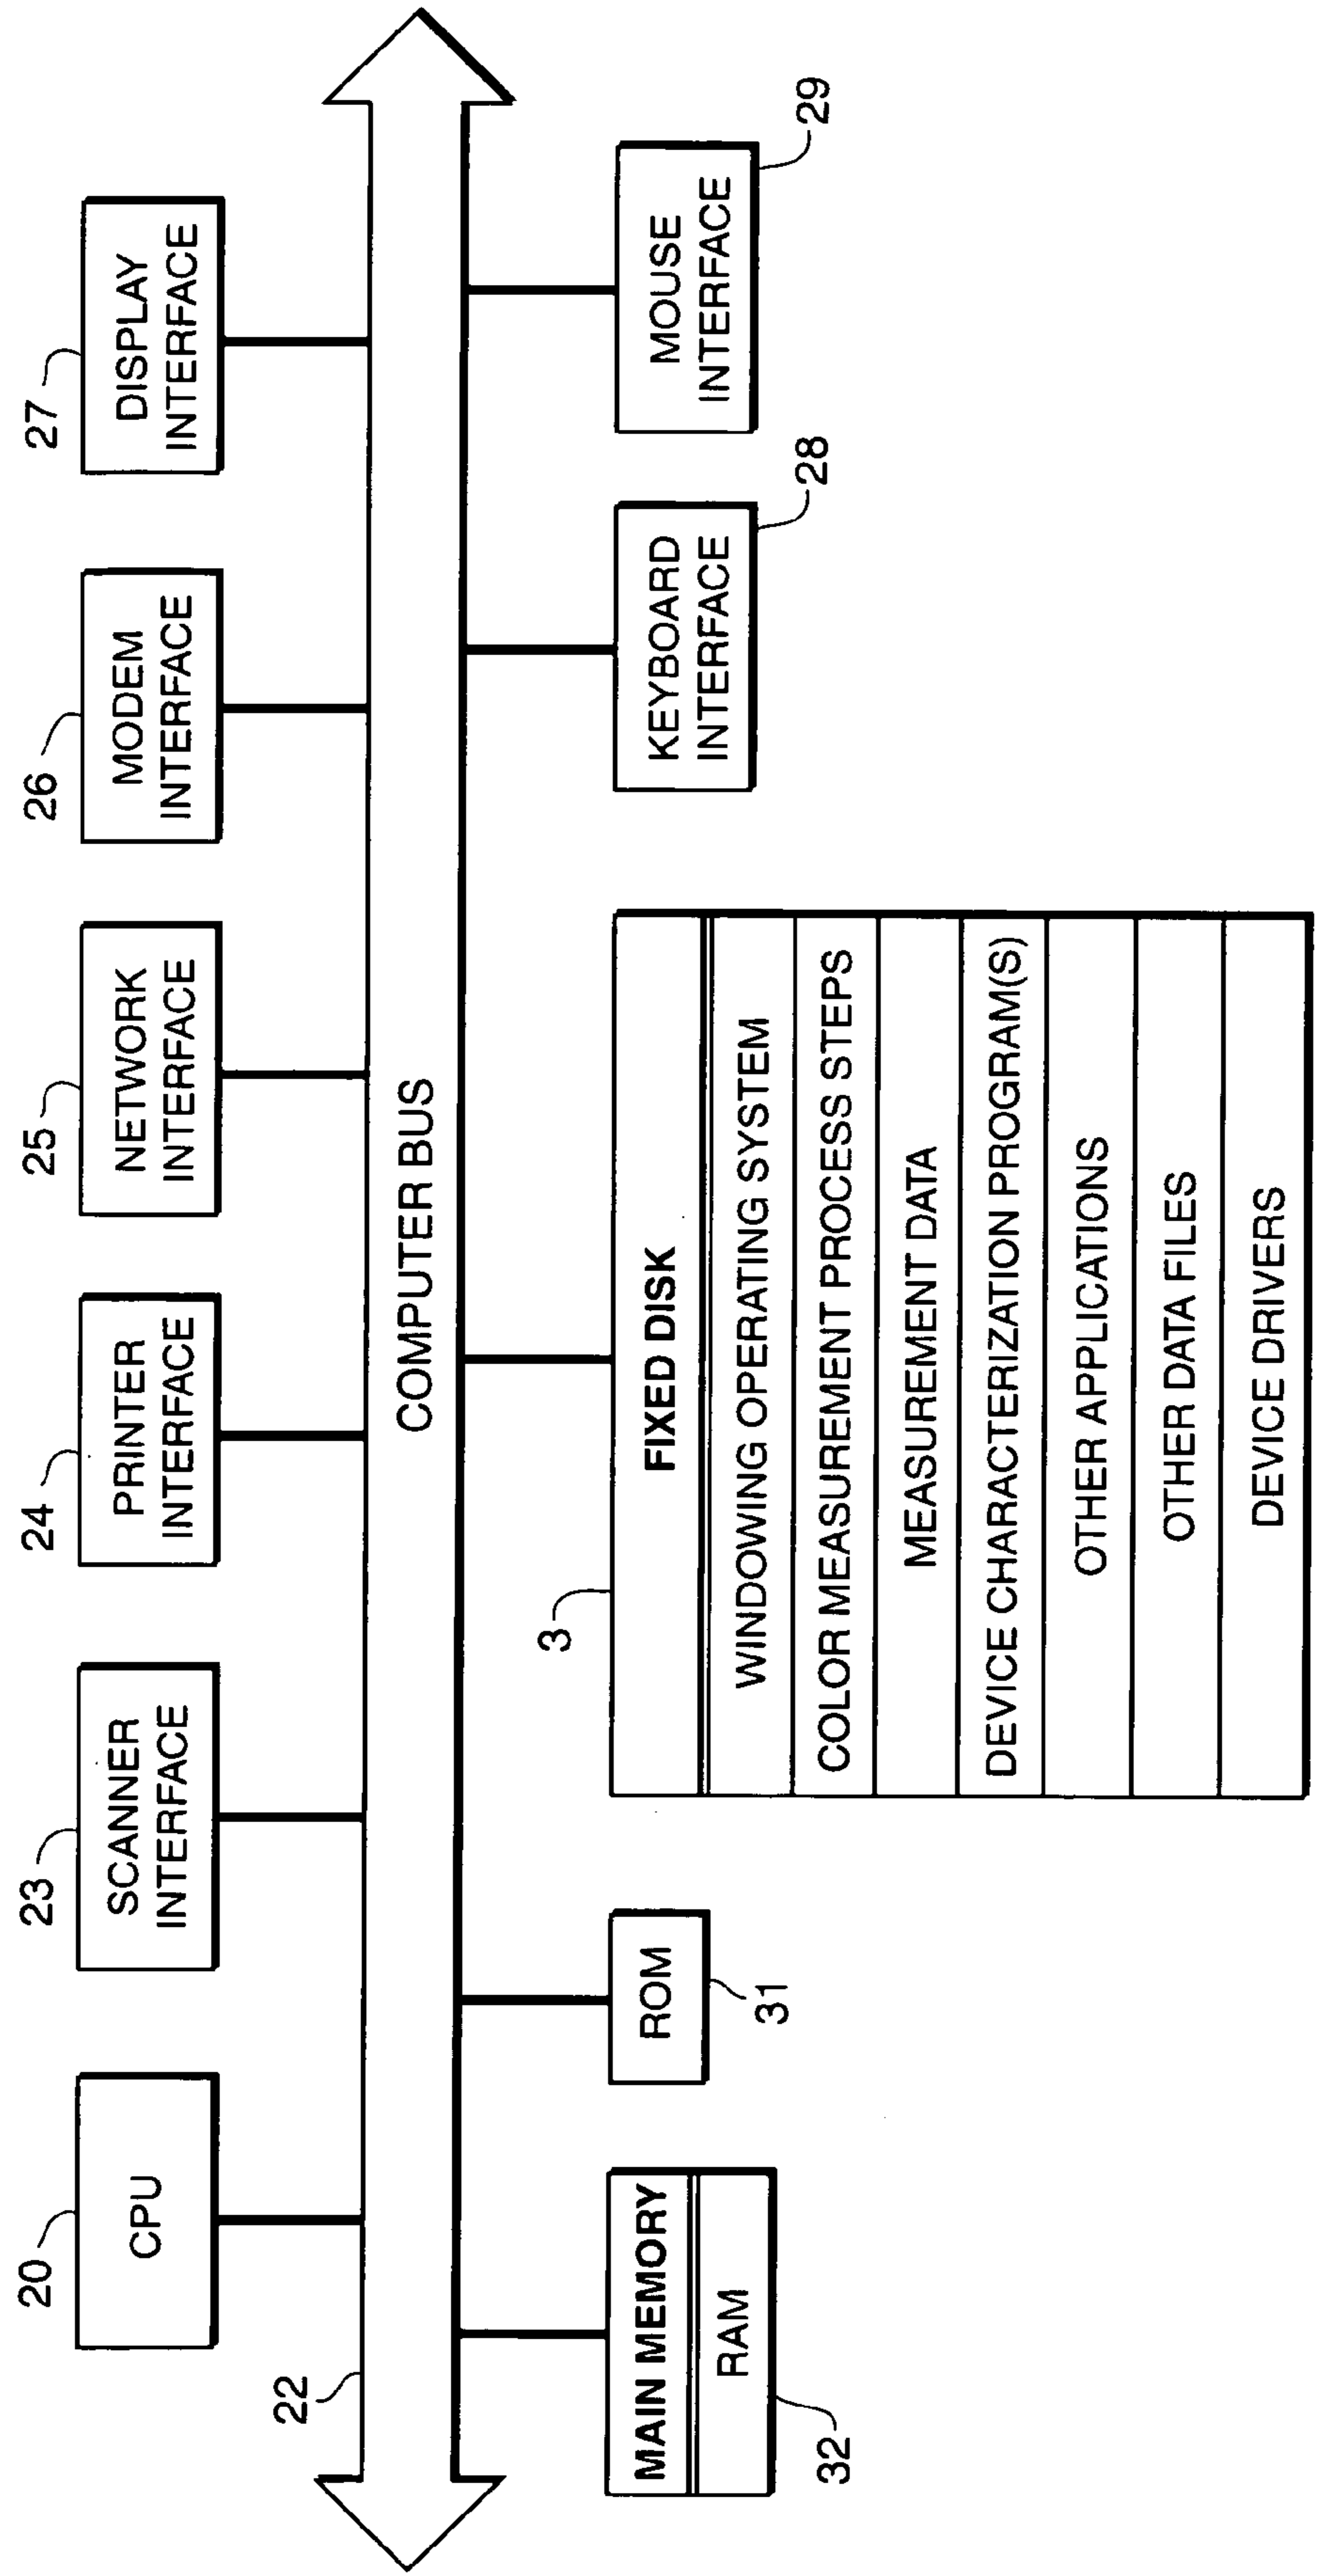 20
CPU
23
SCANNER
INTERFACE
24
PRINTER
INTERFACE
25
NETWORK
INTERFACE
26
MODEM
INTERFACE
27
DISPLAY
INTERFACE
22
COMPUTER BUS
MAIN MEMORY
RAM
32
ROM
31
3
FIXED DISK
WINDOWING OPERATING SYSTEM
COLOR MEASUREMENT PROCESS STEPS
MEASUREMENT DATA
DEVICE CHARACTERIZATION PROGRAM(S)
OTHER APPLICATIONS
OTHER DATA FILES
DEVICE DRIVERS
KEYBOARD
INTERFACE
28
MOUSE
INTERFACE
29